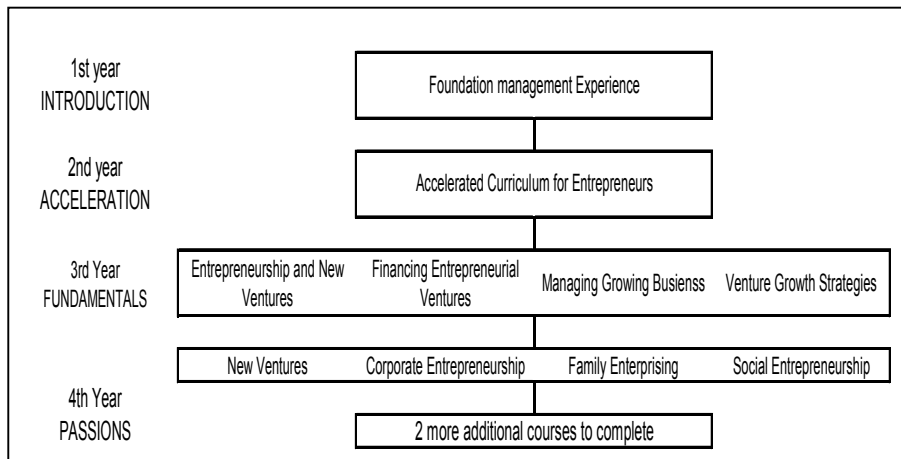 1st year
INTRODUCTION
Foundation management Experience
2nd year
ACCELERATION
Accelerated Curriculum for Entrepreneurs
3rd Year
FUNDAMENTALS
Entrepreneurship and New
Ventures
Financing Entrepreneurial
Ventures
Managing Growing Busienss
Venture Growth Strategies
4th Year
PASSIONS
New Ventures
Corporate Entrepreneurship
Family Enterprising
Social Entrepreneurship
2 more additional courses to complete